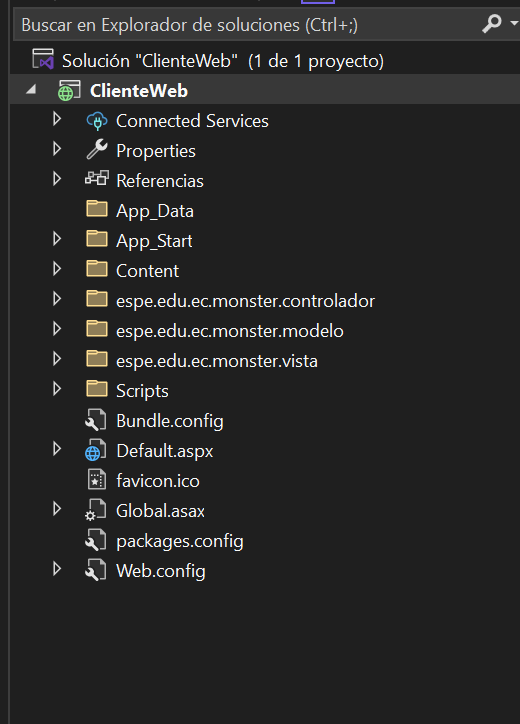 Buscar en Explorador de soluciones (Ctrl+;)
Solución "ClienteWeb" (1 de 1 proyecto)
ClienteWeb
Connected Services
Properties
Referencias
App_Data
App_Start
Content
espe.edu.ec.monster.controlador
espe.edu.ec.monster.modelo
espe.edu.ec.monster.vista
Scripts
Bundle.config
Default.aspx
favicon.ico
Global.asax
packages.config
Web.config